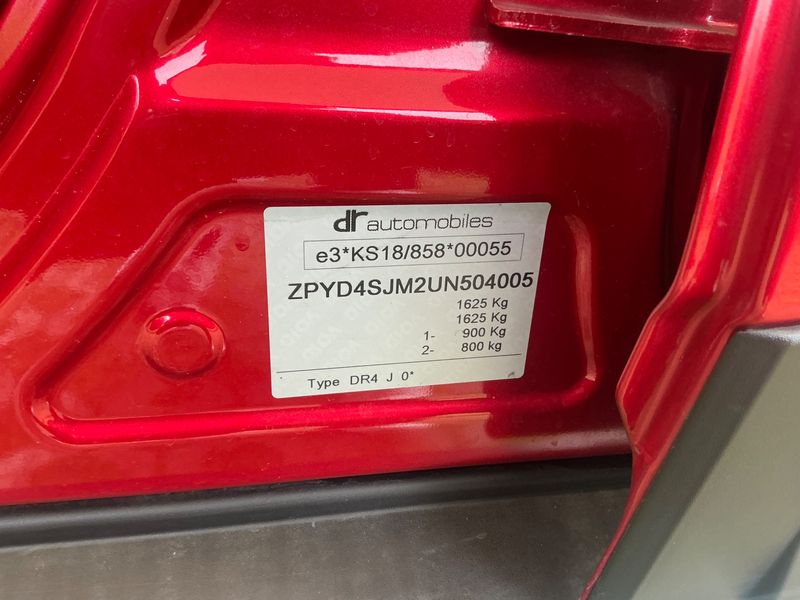 dr automobiles
e3*KS18/858*00055
ZPYD4SJM2UN504005
1625 Kg
1625 Kg
1- 900 Kg
2- 800 kg
Type DR4 J 0*